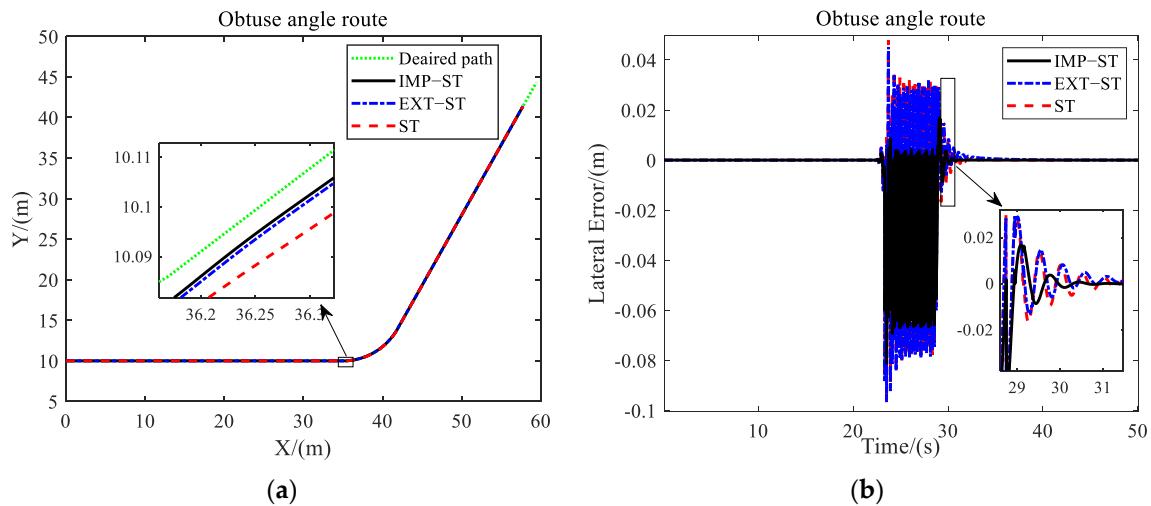 Obtuse angle route
50
45
40
35
30
25
20
15
10
5
Y/(m)
0
10
20
30
40
50
60
X/(m)
Deaired path
IMP−ST
EXT−ST
ST
10.11
10.1
10.09
36.2
36.25
36.3
(a)
Obtuse angle route
0.04
0.02
0
-0.02
-0.04
-0.06
-0.08
-0.1
Lateral Error/(m)
10
20
30
40
50
Time/(s)
IMP−ST
EXT−ST
ST
0.02
0
-0.02
29
30
31
(b)